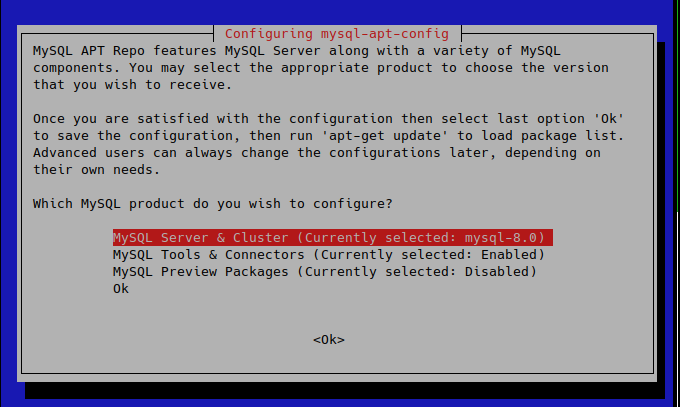 Configuring mysql-apt-config
MySQL APT Repo features MySQL Server along with a variety of MySQL
components. You may select the appropriate product to choose the version
that you wish to receive.
Once you are satisfied with the configuration then select last option 'Ok'
to save the configuration, then run 'apt-get update' to load package list.
Advanced users can always change the configurations later, depending on
their own needs.
Which MySQL product do you wish to configure?
MySQL Server & Cluster (Currently selected: mysql-8.0)
MySQL Tools & Connectors (Currently selected: Enabled)
MySQL Preview Packages (Currently selected: Disabled)
Ok
<Ok>